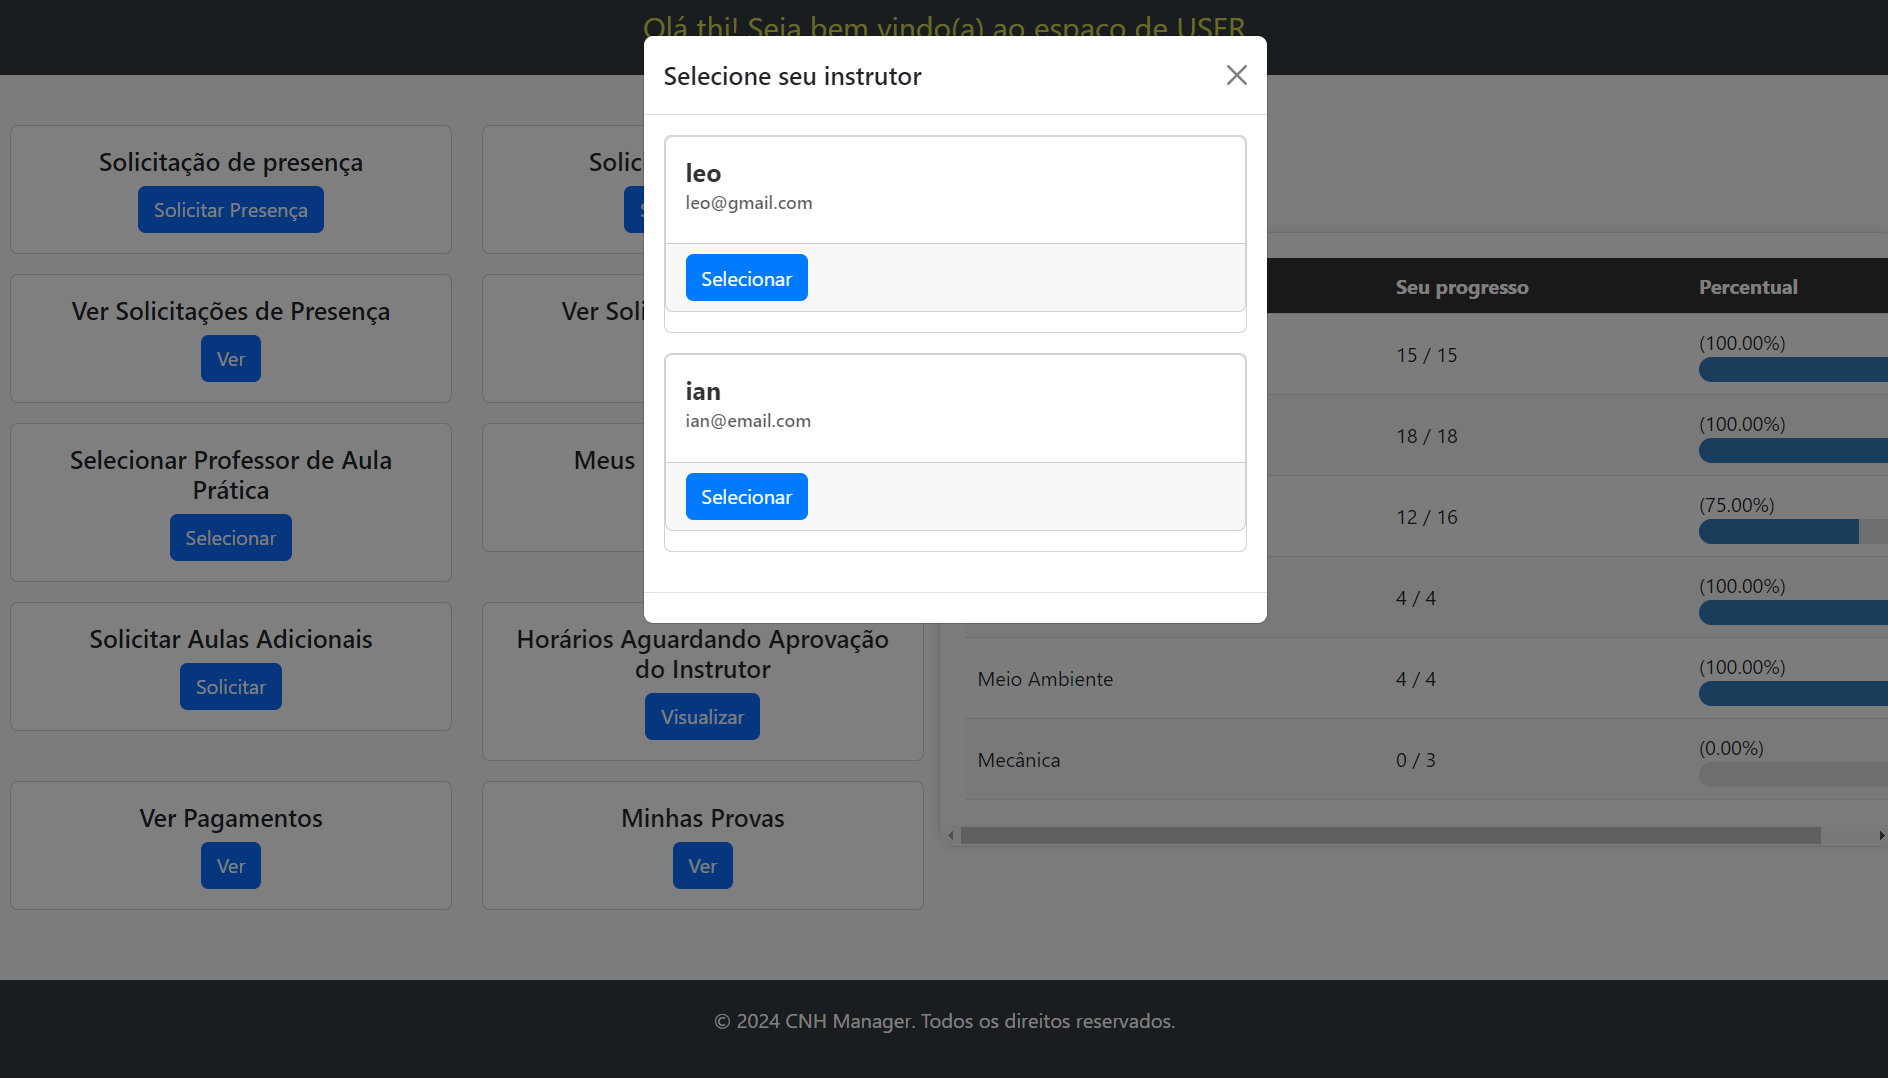 Olá thi! Seja bem vindo(a) ao espaço de USER
Selecione seu instrutor
leo
leo@gmail.com
Selecionar
ian
ian@email.com
Selecionar
Solicitação de presença
Solicitar Presença
Solic
Ver Solicitações de Presença
Ver
Ver Soli
Selecionar Professor de Aula
Prática
Selecionar
Meus
Solicitar Aulas Adicionais
Solicitar
Horários Aguardando Aprovação
do Instrutor
Visualizar
Ver Pagamentos
Ver
Minhas Provas
Ver
Seu progresso Percentual
15 / 15 (100.00%)
18 / 18 (100.00%)
12 / 16 (75.00%)
4 / 4 (100.00%)
Meio Ambiente 4 / 4 (100.00%)
Mecânica 0 / 3 (0.00%)
© 2024 CNH Manager. Todos os direitos reservados.